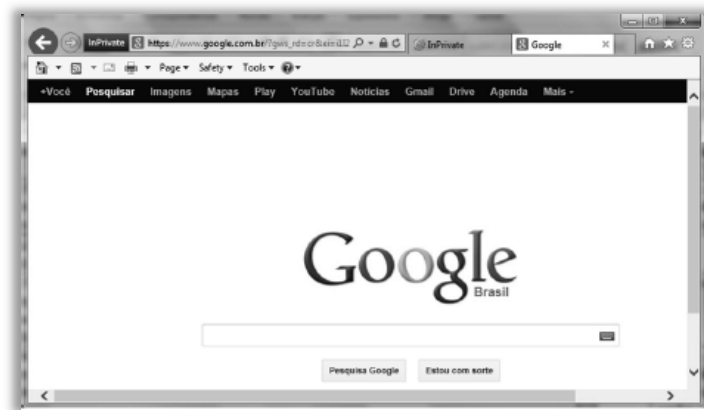 InPrivate https://www.google.com.br/? InPrivate Google
Page Safety Tools
+Você Pesquisar Imagens Mapas Play YouTube Notícias Gmail Drive Agenda Mais
Google
Brasil
Pesquisa Google Estou com sorte